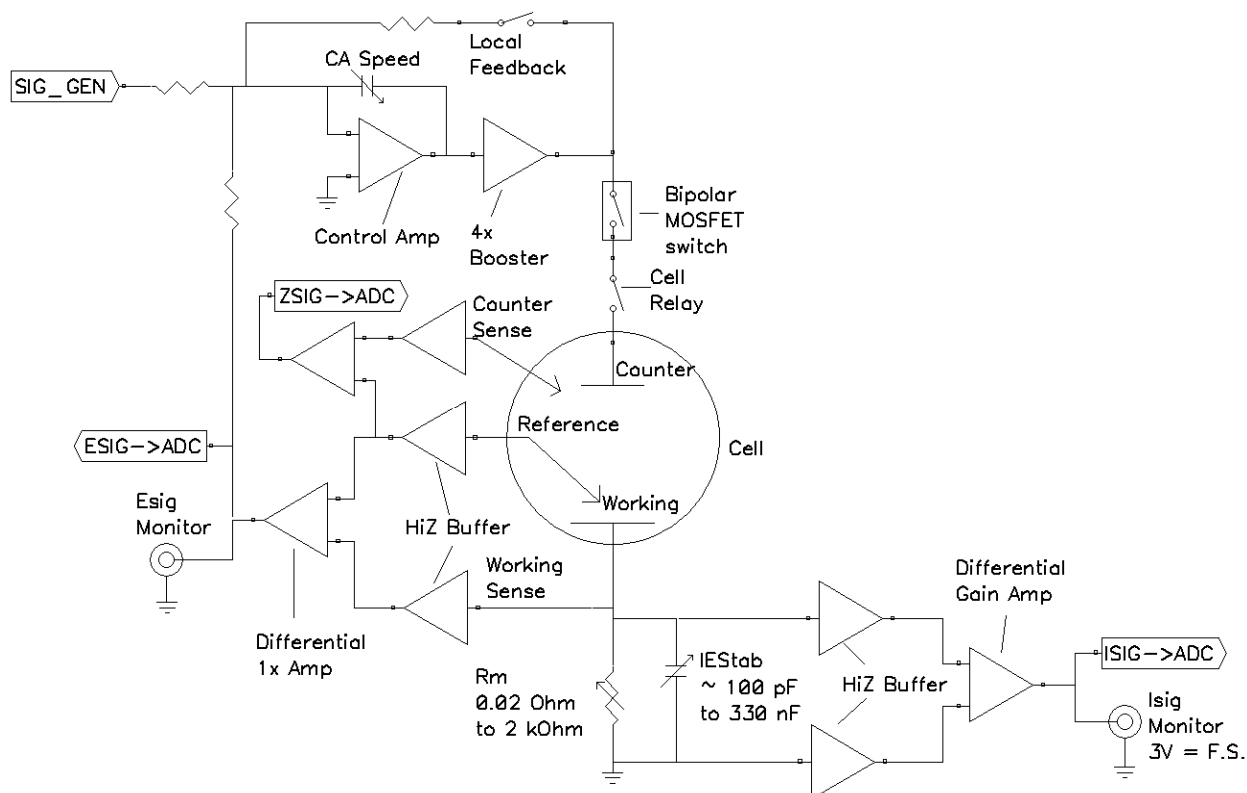 Local
Feedback
CA Speed
SIG_GEN
Bipolar
MOSFET
switch
Control Amp
4x
Booster
Cell
Relay
ZSIG->ADC
Counter
Sense
Counter
Reference
ESIG->ADC
Cell
Working
Esig
Monitor
HiZ Buffer
Working
Sense
Differential
Gain Amp
Differential
1x Amp
Rm
0.02 Ohm
to 2 kOhm
IEStab
~ 100 pF
to 330 nF
HiZ Buffer
ISIG->ADC
Isig
Monitor
3V = F.S.